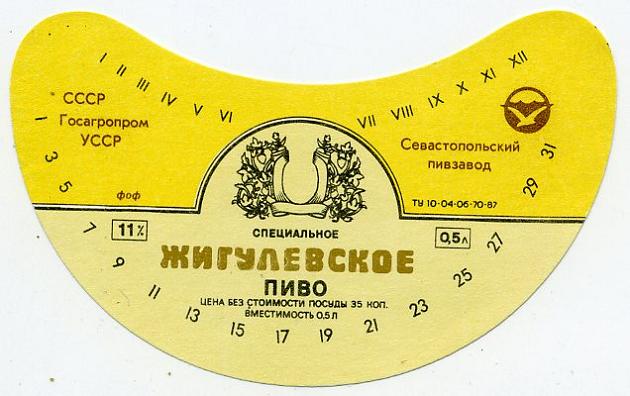 I II III IV V VI
VII VIII IX X XI XII
СССР
Госагропром
УССР
фоф
Севастопольский
пивзавод
ТУ 10-04-06-70-87
11%
0,5л
СПЕЦИАЛЬНОЕ
ЖИГУЛЕВСКОЕ
ПИВО
ЦЕНА БЕЗ СТОИМОСТИ ПОСУДЫ 35 КОП.
ВМЕСТИМОСТЬ 0,5 Л
1 3 5 7 9 11 13 15 17 19 21 23 25 27 29 31